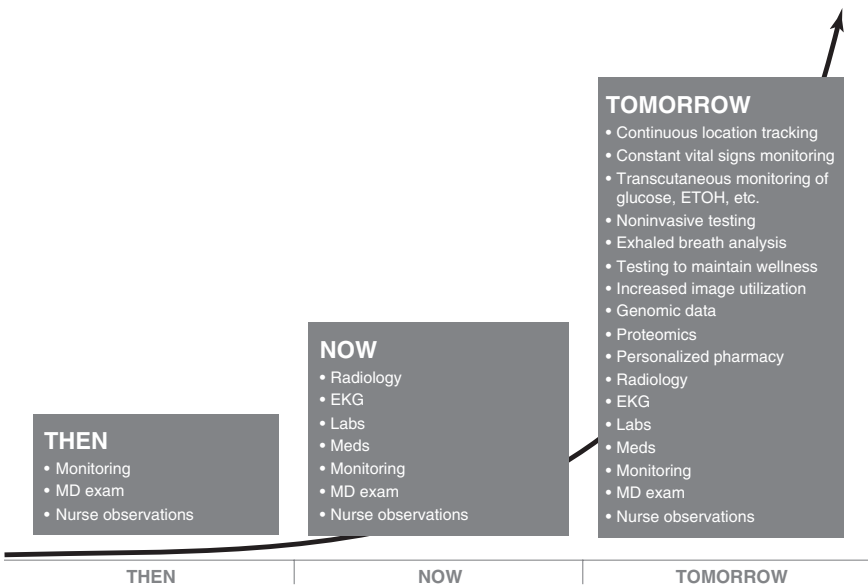 THEN
• Monitoring
• MD exam
• Nurse observations
NOW
• Radiology
• EKG
• Labs
• Meds
• Monitoring
• MD exam
• Nurse observations
TOMORROW
• Continuous location tracking
• Constant vital signs monitoring
• Transcutaneous monitoring of
glucose, ETOH, etc.
• Noninvasive testing
• Exhaled breath analysis
• Testing to maintain wellness
• Increased image utilization
• Genomic data
• Proteomics
• Personalized pharmacy
• Radiology
• EKG
• Labs
• Meds
• Monitoring
• MD exam
• Nurse observations
THEN
NOW
TOMORROW